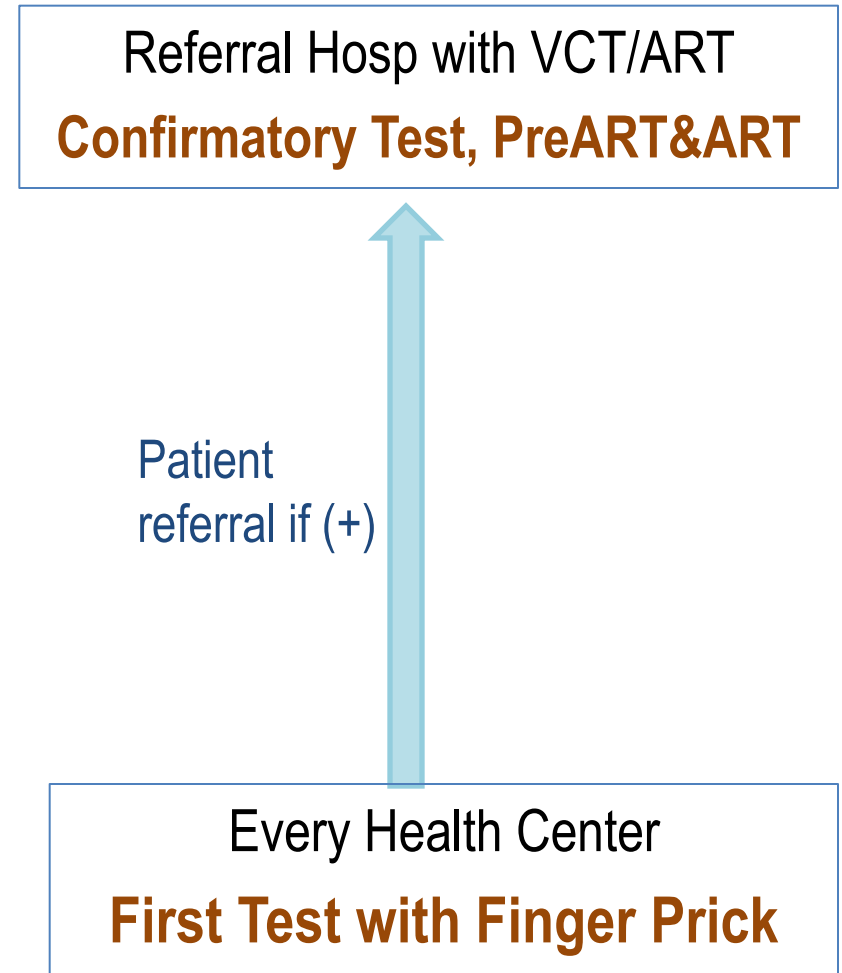 Referral Hosp with VCT/ART
Confirmatory Test, PreART&ART
Patient
referral if (+)
Every Health Center
First Test with Finger Prick